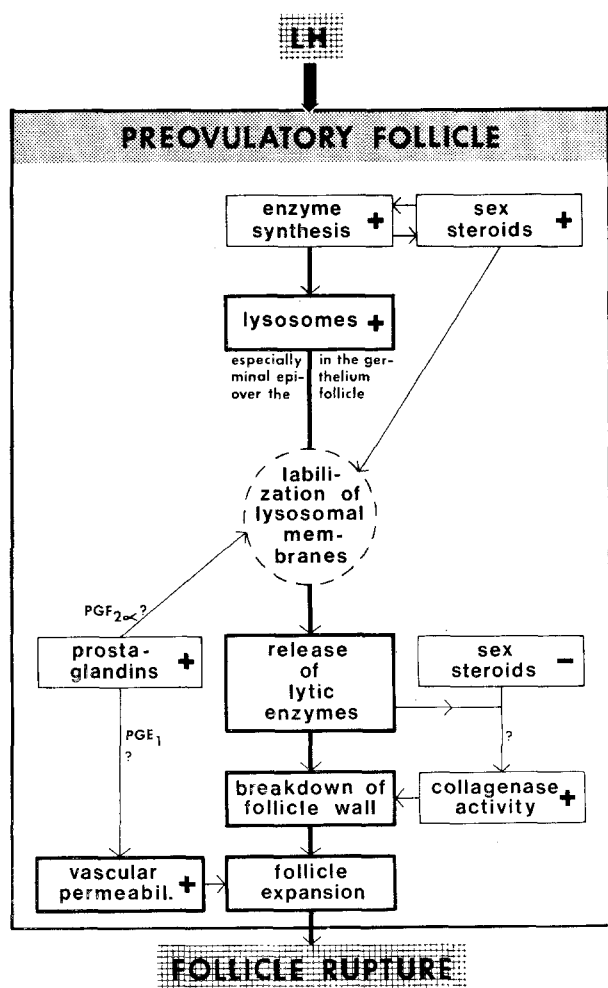 LH
PREOVULATORY FOLLICLE
enzyme
synthesis +
sex
steroids +
lysosomes +
especially in the ger-
minal epi- thelium
over the follicle
labili-
zation of
lysosomal
mem-
branes
PGF2α?
prosta-
glandins +
release
of
lytic
enzymes
sex
steroids −
PGE1
?
?
breakdown of
follicle wall
collagenase
activity +
vascular
permeabil. +
follicle
expansion
FOLLICLE RUPTURE